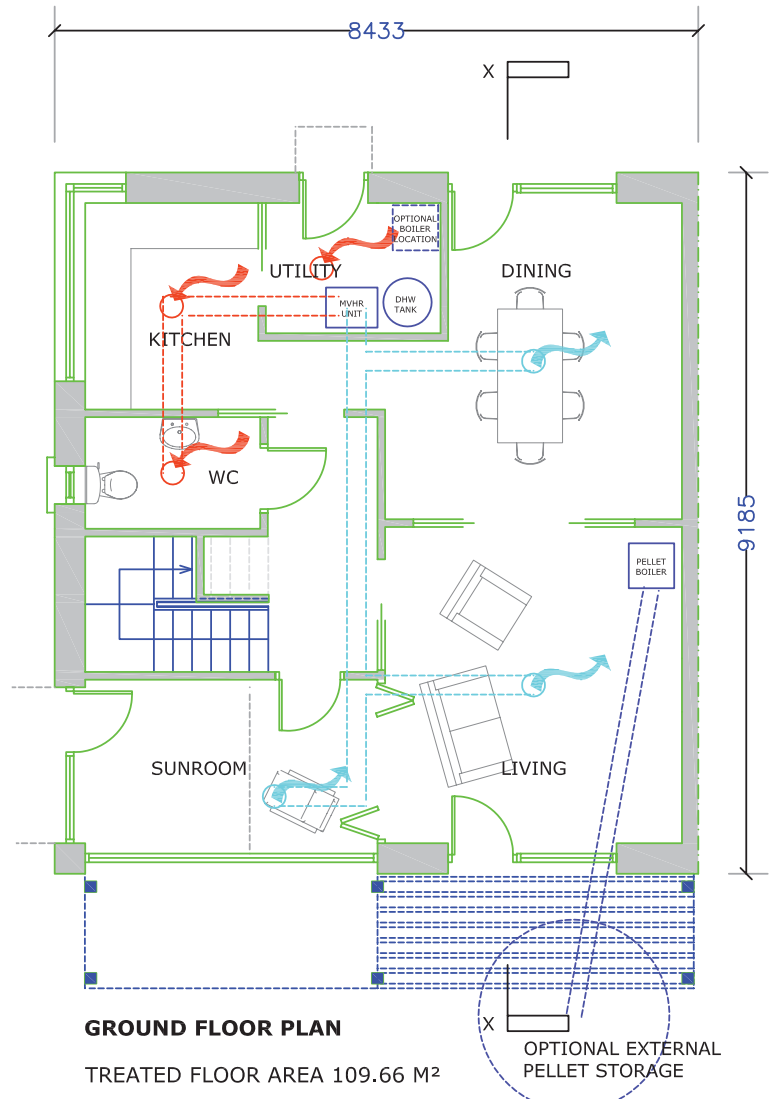 8433
X
OPTIONAL
BOILER
LOCATION
UTILITY
DINING
MVHR
UNIT
DHW
TANK
KITCHEN
WC
9185
PELLET
BOILER
SUNROOM
LIVING
X
GROUND FLOOR PLAN
OPTIONAL EXTERNAL
PELLET STORAGE
TREATED FLOOR AREA 109.66 M²